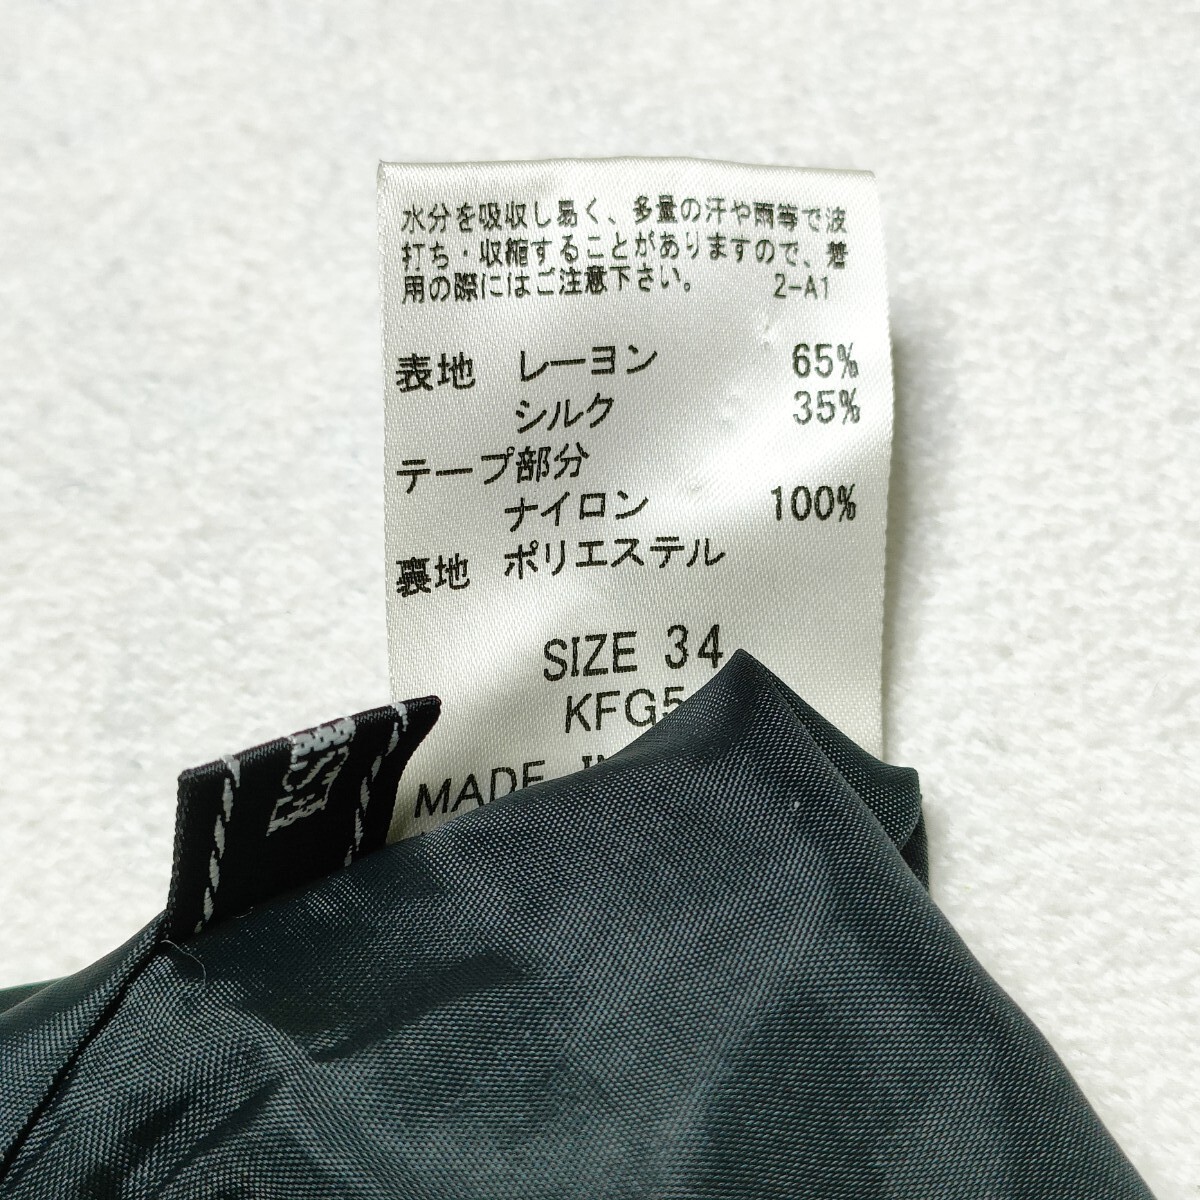 水分を吸収し易く、多量の汗や雨等で波
打ち・収縮することがありますので、着
用の際にはご注意下さい。 2-A1
表地 レーヨン 65%
シルク 35%
テープ部分
ナイロン 100%
裏地 ポリエステル
SIZE 34
KFG5
MADE IN